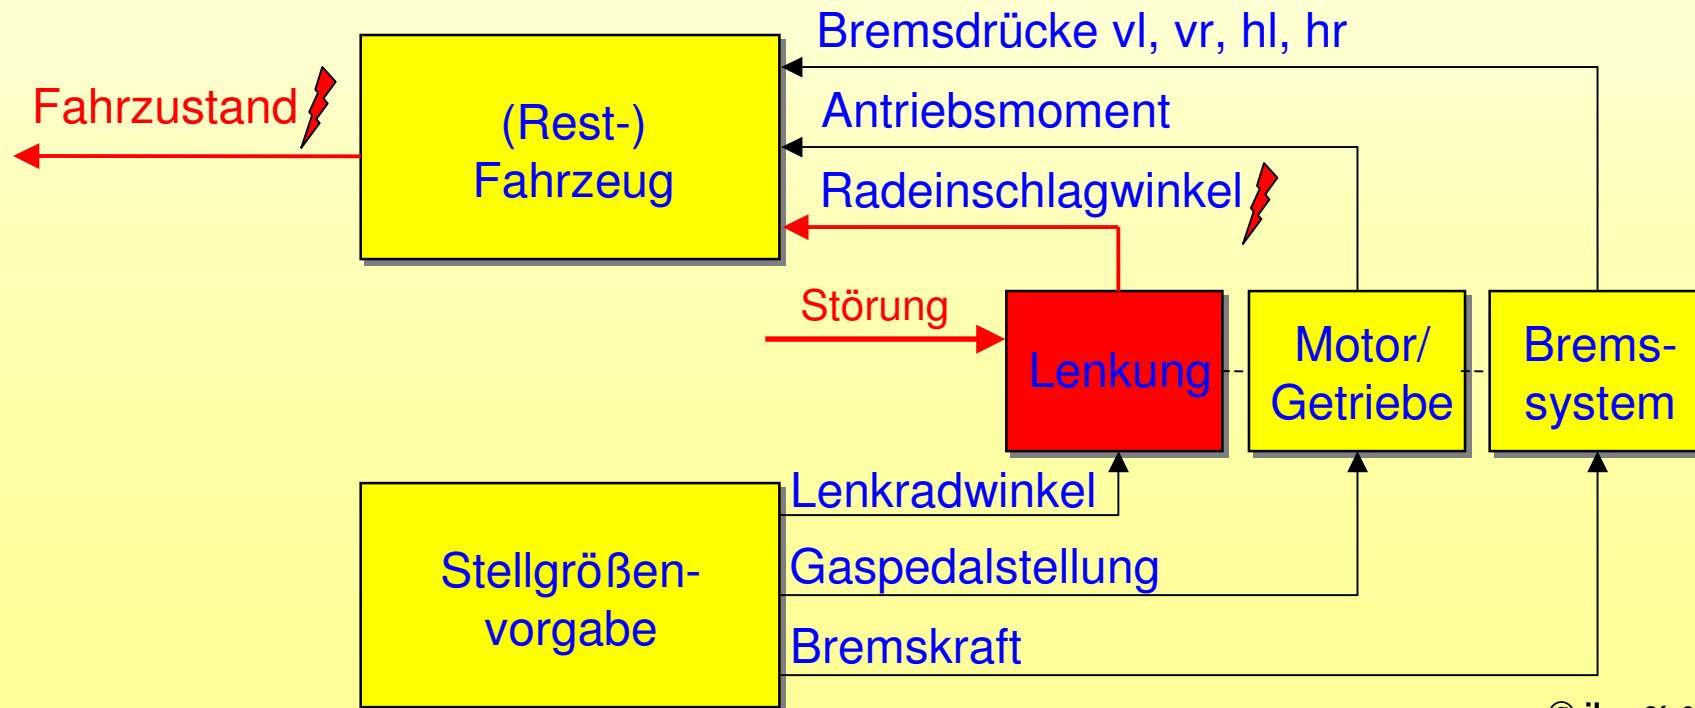 Bremsdrücke vl, vr, hl, hr
Fahrzustand
(Rest-)
Fahrzeug
Antriebsmoment
Radeinschlagwinkel
Störung
Lenkung
Motor/
Getriebe
Brems-
system
Stellgrößen-
vorgabe
Lenkradwinkel
Gaspedalstellung
Bremskraft